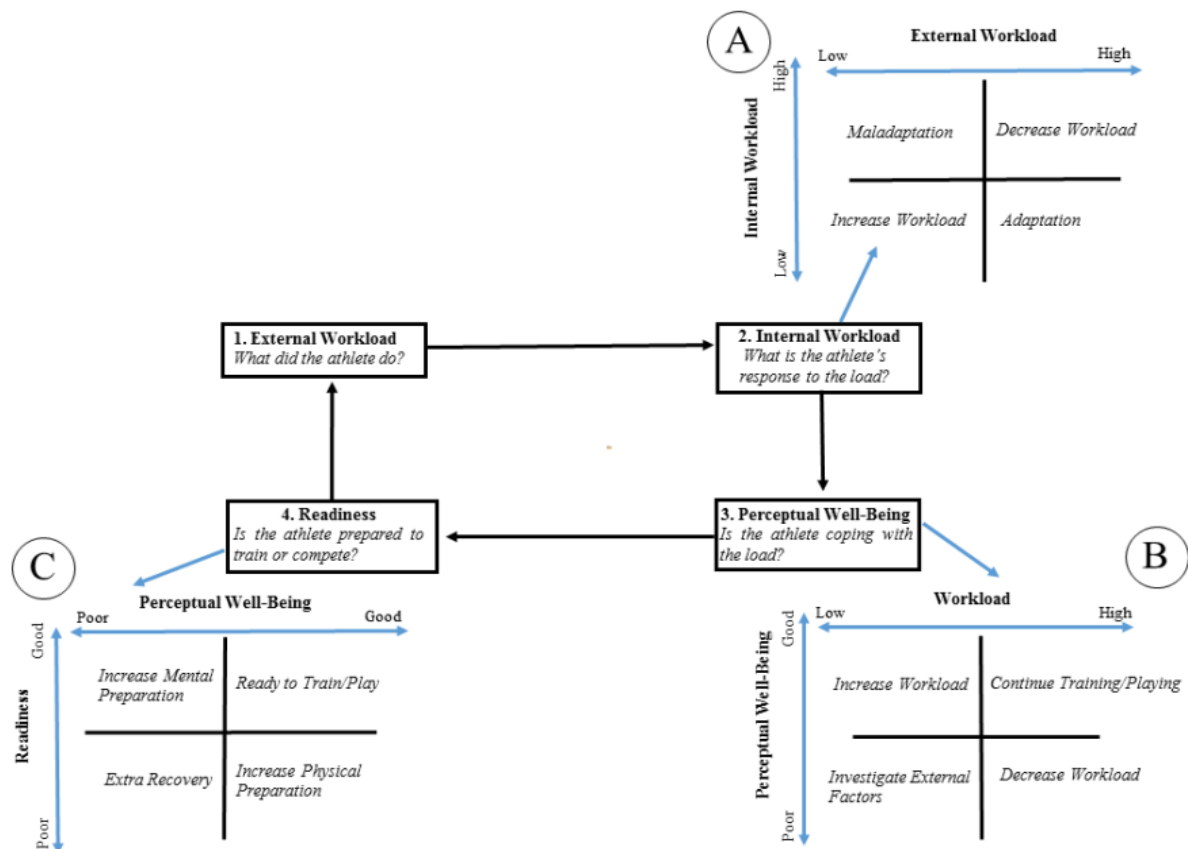 A
External Workload
Low
High
Internal Workload
High
Low
Maladaptation
Decrease Workload
Increase Workload
Adaptation
1. External Workload
What did the athlete do?
2. Internal Workload
What is the athlete's
response to the load?
4. Readiness
Is the athlete prepared to
train or compete?
3. Perceptual Well-Being
Is the athlete coping with
the load?
C
Perceptual Well-Being
Poor
Good
Readiness
Good
Poor
Increase Mental
Preparation
Ready to Train/Play
Extra Recovery
Increase Physical
Preparation
B
Workload
Low
High
Perceptual Well-Being
Good
Poor
Increase Workload
Continue Training/Playing
Investigate External
Factors
Decrease Workload